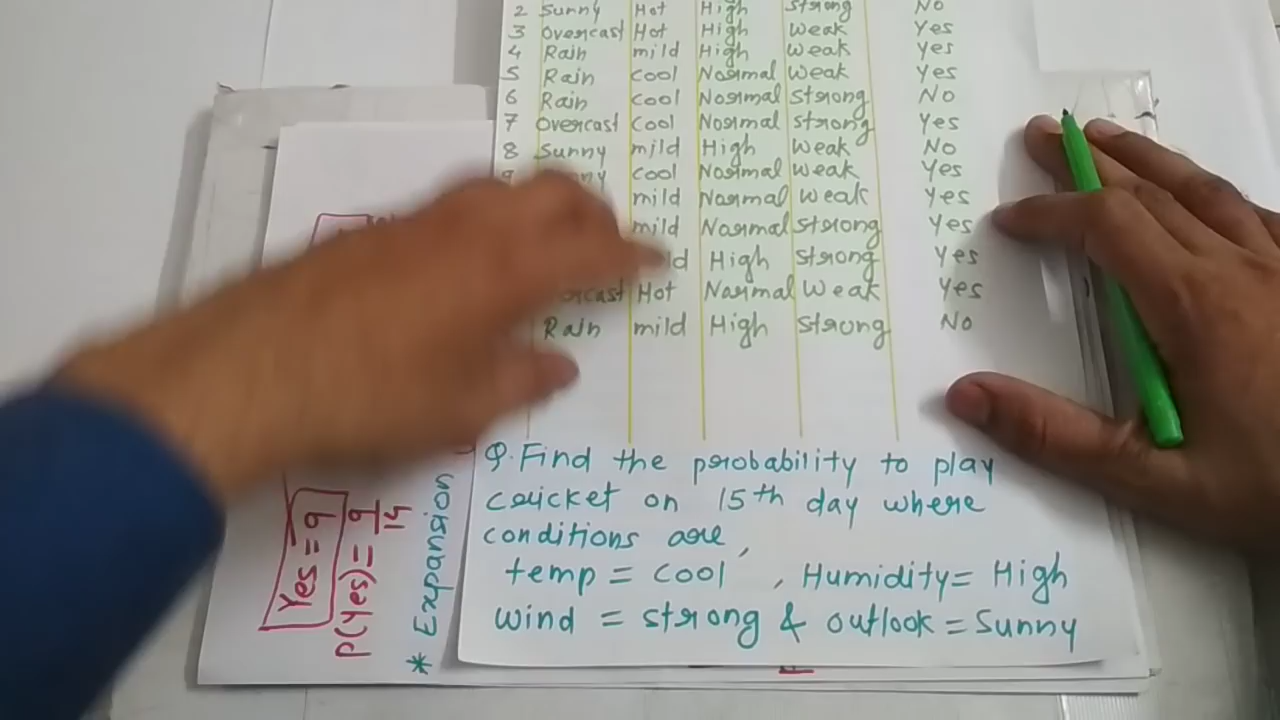 2 Sunny Hot High Strong No
3 Overcast Hot High Weak Yes
4 Rain mild High Weak Yes
5 Rain cool Normal Weak Yes
6 Rain cool Normal Strong No
7 Overcast Cool Normal Strong Yes
8 Sunny mild High Weak No
cool Normal Weak Yes
mild Normal Weak Yes
mild Normal Strong Yes
High Strong Yes
Hot Normal Weak Yes
Rain mild High Strong No
Q. Find the probability to play
cricket on 15th day where
conditions are,
temp = cool , Humidity = High
wind = strong & outlook = Sunny
Yes = 9
P(Yes) = 9/14
* Expansion